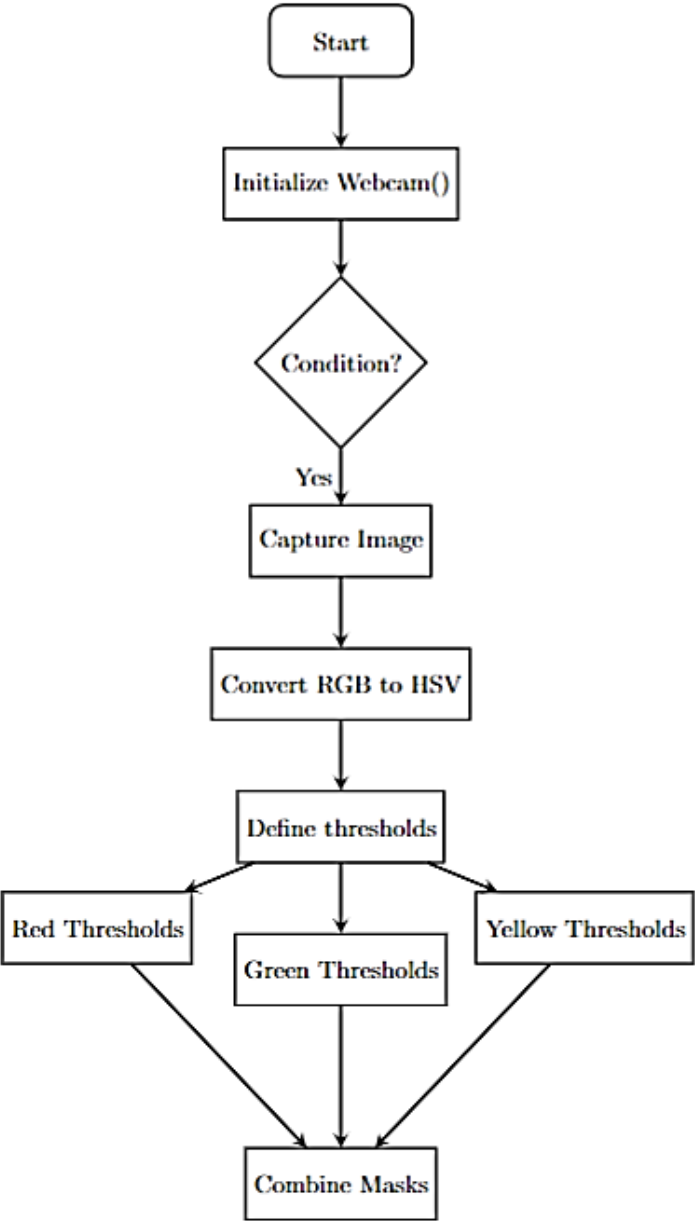 Start
Initialize Webcam()
Condition?
Yes
Capture Image
Convert RGB to HSV
Define thresholds
Red Thresholds
Green Thresholds
Yellow Thresholds
Combine Masks